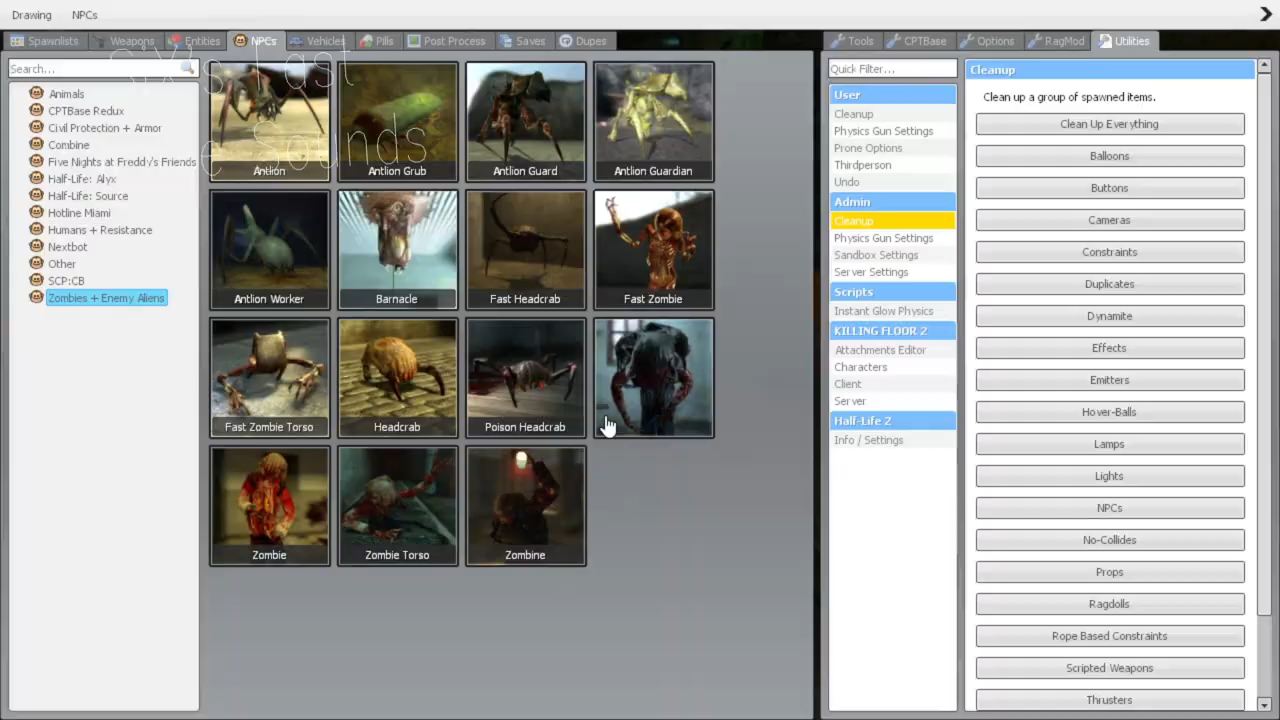 Drawing NPCs
Spawnlists Weapons Entities NPCs Vehicles Pills Post Process Saves Dupes
Tools CPTBase Options RagMod Utilities
Search...
Animals
CPTBase Redux
Civil Protection + Armor
Combine
Five Nights at Freddy's Friends
Half-Life: Alyx
Half-Life: Source
Hotline Miami
Humans + Resistance
Nextbot
Other
SCP:CB
Zombies + Enemy Aliens
Fast
Sounds
Antlion
Antlion Grub
Antlion Guard
Antlion Guardian
Antlion Worker
Barnacle
Fast Headcrab
Fast Zombie
Fast Zombie Torso
Headcrab
Poison Headcrab
Zombie
Zombie Torso
Zombine
Quick Filter...
User
Cleanup
Physics Gun Settings
Prone Options
Thirdperson
Undo
Admin
Cleanup
Physics Gun Settings
Sandbox Settings
Server Settings
Scripts
Instant Glow Physics
KILLING FLOOR 2
Attachments Editor
Characters
Client
Server
Half-Life 2
Info / Settings
Cleanup
Clean up a group of spawned items.
Clean Up Everything
Balloons
Buttons
Cameras
Constraints
Duplicates
Dynamite
Effects
Emitters
Hover-Balls
Lamps
Lights
NPCs
No-Collides
Props
Ragdolls
Rope Based Constraints
Scripted Weapons
Thrusters